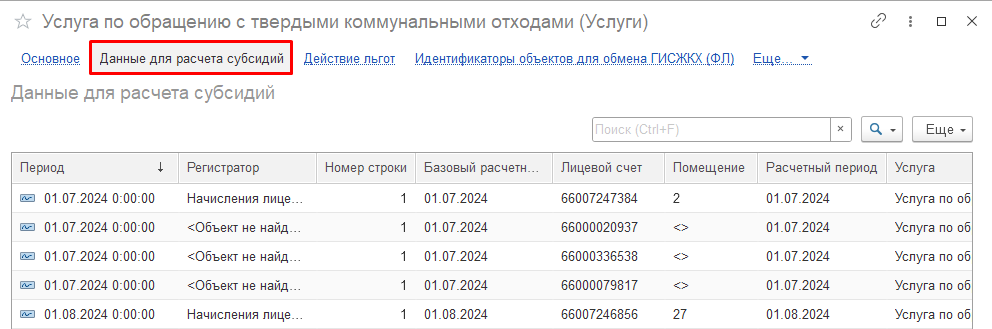 Услуга по обращению с твердыми коммунальными отходами (Услуги)
Основное Данные для расчета субсидий Действие льгот Идентификаторы объектов для обмена ГИСЖКХ (ФЛ) Еще...
Данные для расчета субсидий
Поиск (Ctrl+F) × Еще
Период ↓ Регистратор Номер строки Базовый расчетн... Лицевой счет Помещение Расчетный период Услуга
01.07.2024 0:00:00 Начисления лице... 1 01.07.2024 66007247384 2 01.07.2024 Услуга по об
01.07.2024 0:00:00 <Объект не найд... 1 01.07.2024 66000020937 <> 01.07.2024 Услуга по об
01.07.2024 0:00:00 <Объект не найд... 1 01.07.2024 66000336538 <> 01.07.2024 Услуга по об
01.07.2024 0:00:00 <Объект не найд... 1 01.07.2024 66000079817 <> 01.07.2024 Услуга по об
01.08.2024 0:00:00 Начисления лице... 1 01.08.2024 66007246856 27 01.08.2024 Услуга по об